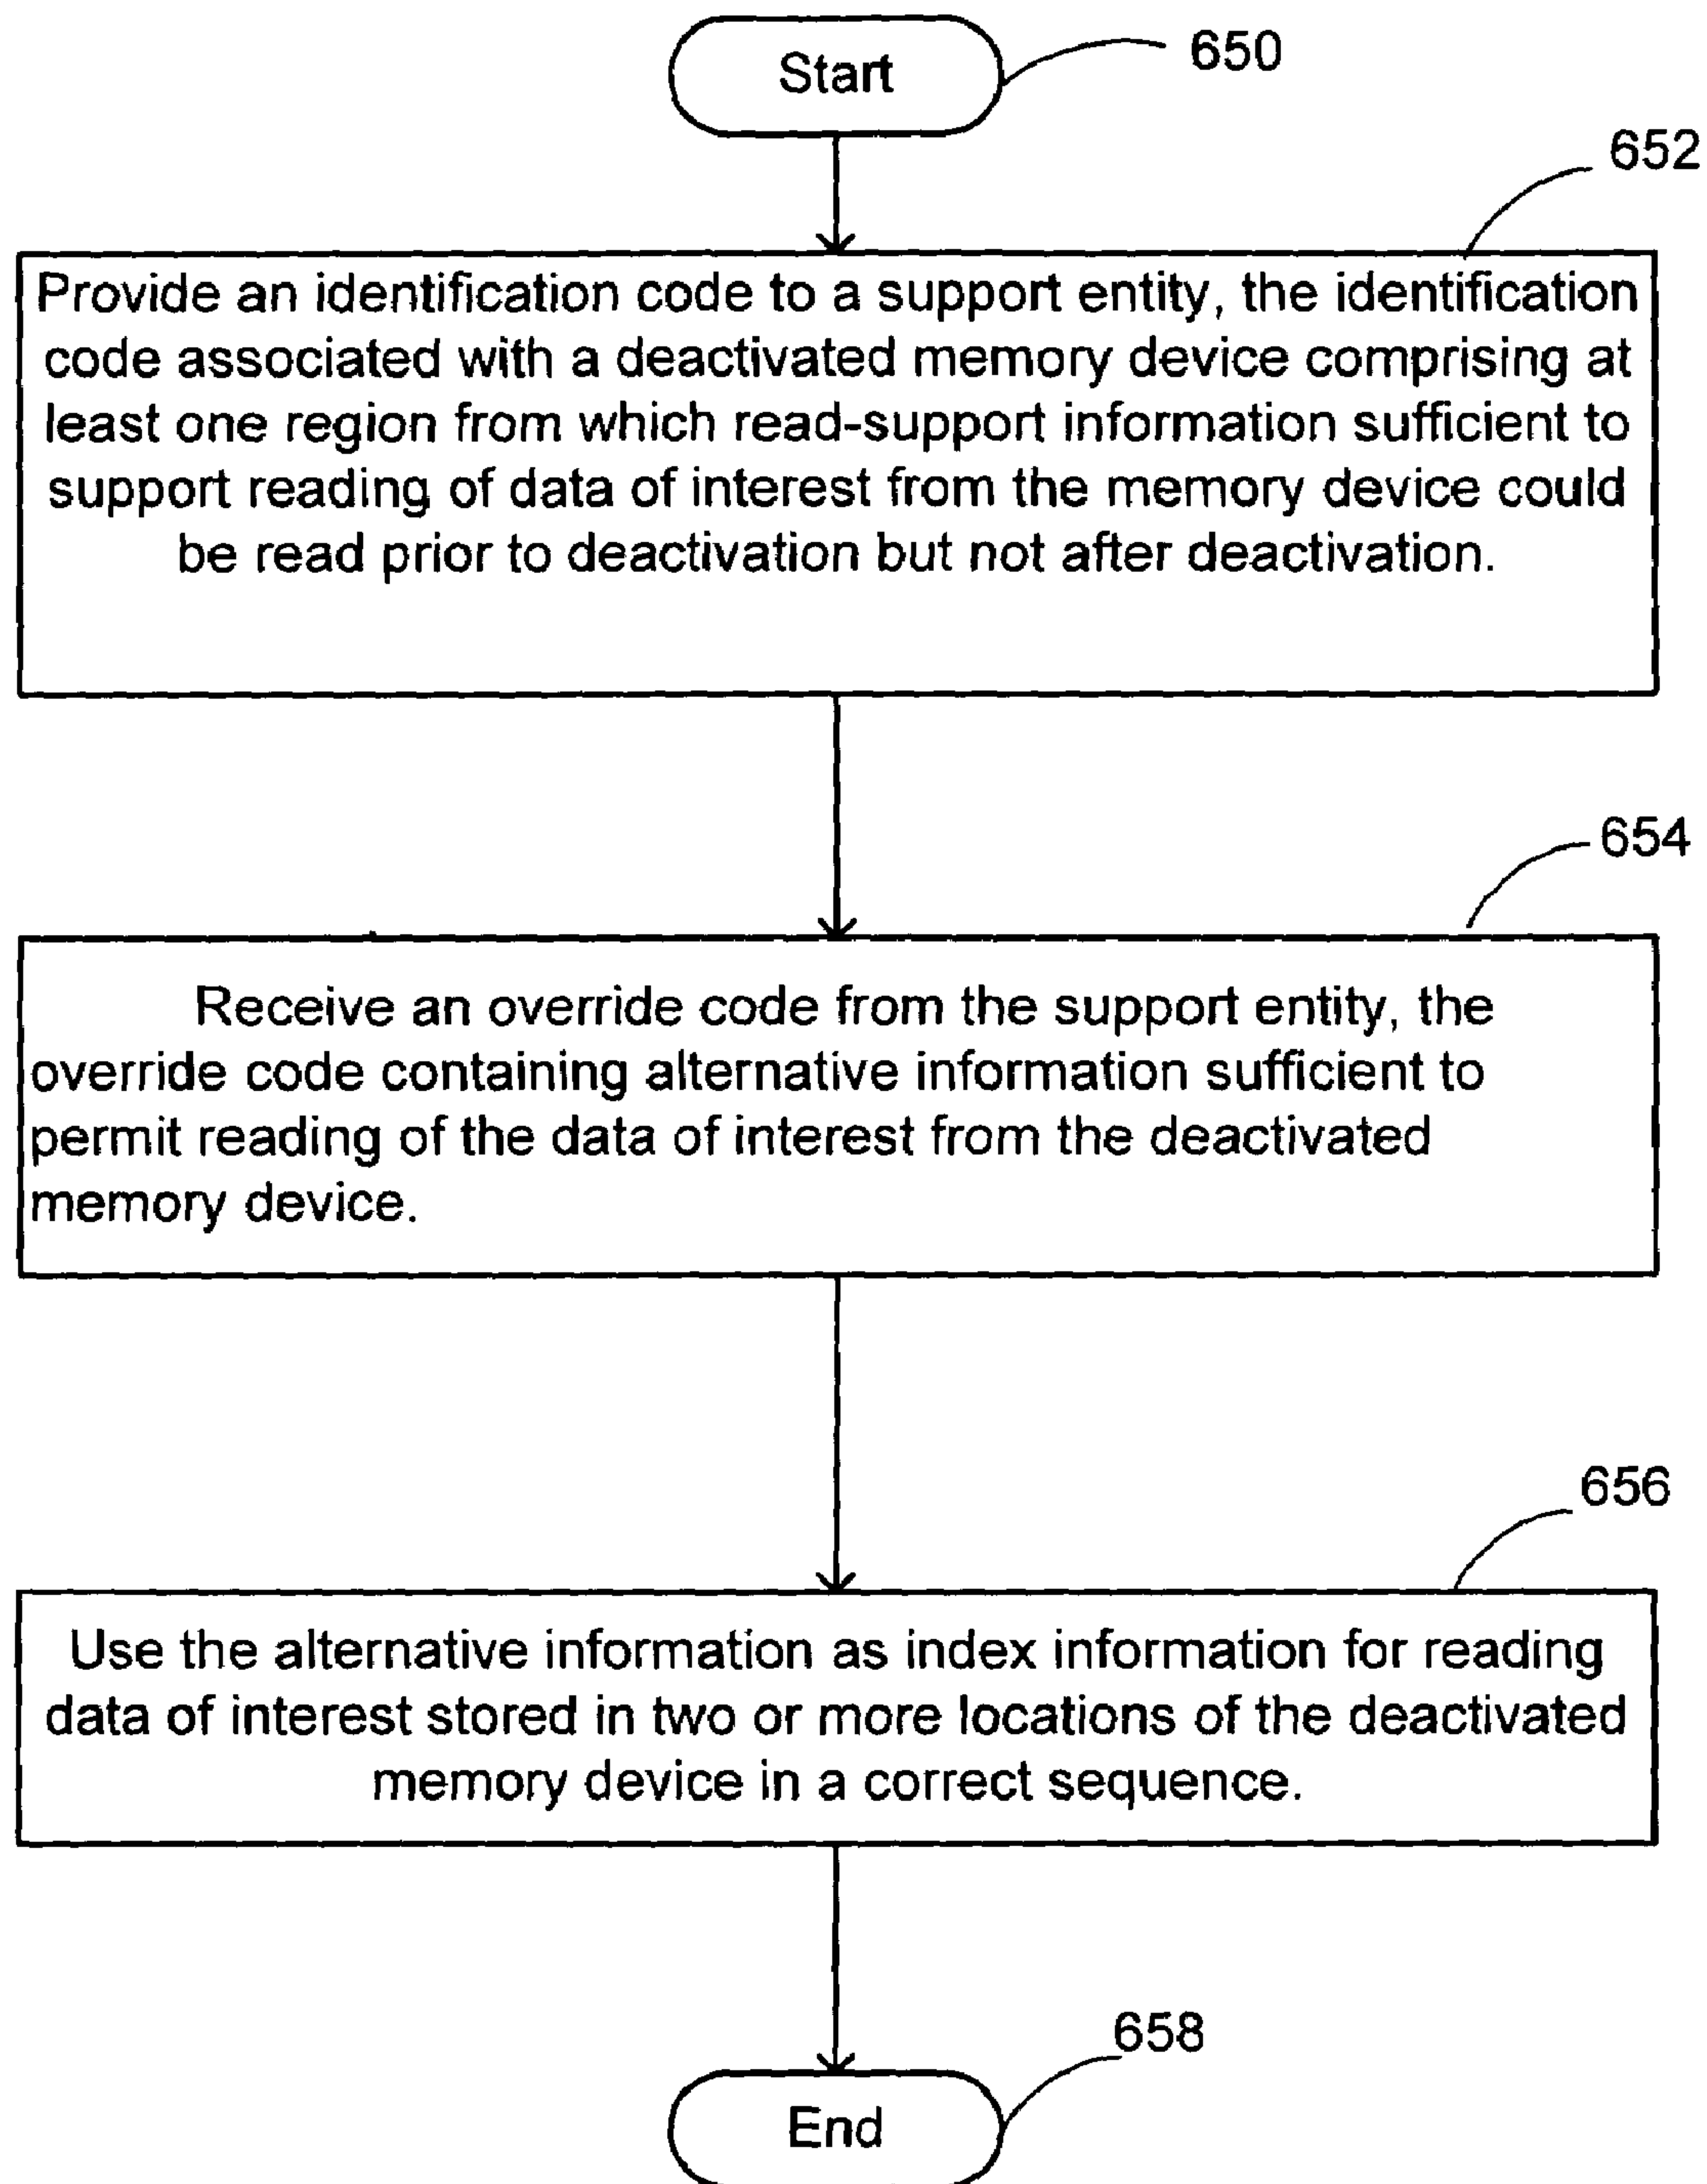 Start
650
652
Provide an identification code to a support entity, the identification
code associated with a deactivated memory device comprising at
least one region from which read-support information sufficient to
support reading of data of interest from the memory device could
be read prior to deactivation but not after deactivation.
654
Receive an override code from the support entity, the
override code containing alternative information sufficient to
permit reading of the data of interest from the deactivated
memory device.
656
Use the alternative information as index information for reading
data of interest stored in two or more locations of the deactivated
memory device in a correct sequence.
658
End